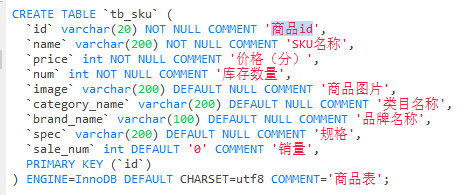 CREATE TABLE `tb_sku` (
  `id` varchar(20) NOT NULL COMMENT '商品id',
  `name` varchar(200) NOT NULL COMMENT 'SKU名称',
  `price` int NOT NULL COMMENT '价格（分）',
  `num` int NOT NULL COMMENT '库存数量',
  `image` varchar(200) DEFAULT NULL COMMENT '商品图片',
  `category_name` varchar(200) DEFAULT NULL COMMENT '类目名称',
  `brand_name` varchar(100) DEFAULT NULL COMMENT '品牌名称',
  `spec` varchar(200) DEFAULT NULL COMMENT '规格',
  `sale_num` int DEFAULT '0' COMMENT '销量',
  PRIMARY KEY (`id`)
) ENGINE=InnoDB DEFAULT CHARSET=utf8 COMMENT='商品表';